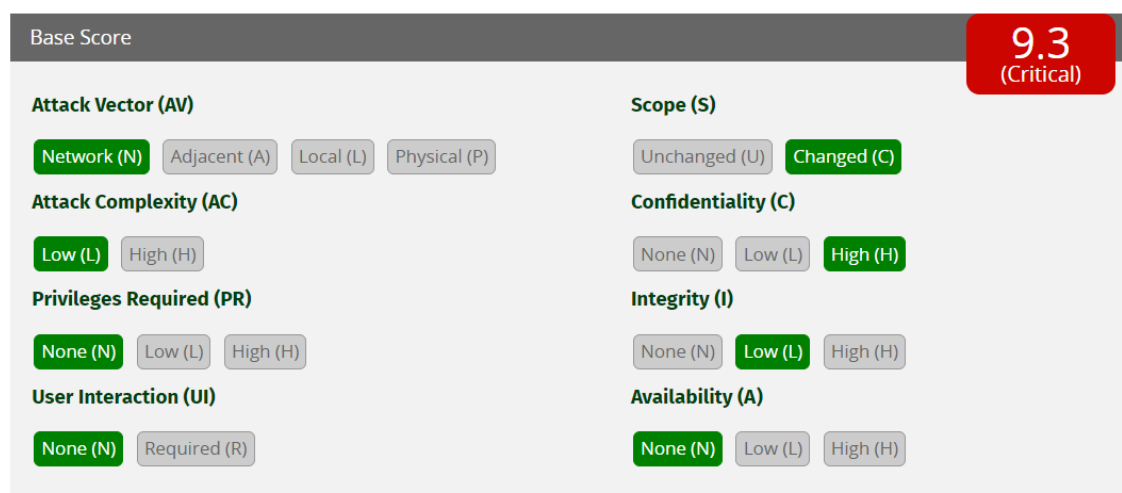 Base Score
9.3
(Critical)
Attack Vector (AV)
Network (N) Adjacent (A) Local (L) Physical (P)
Attack Complexity (AC)
Low (L) High (H)
Privileges Required (PR)
None (N) Low (L) High (H)
User Interaction (UI)
None (N) Required (R)
Scope (S)
Unchanged (U) Changed (C)
Confidentiality (C)
None (N) Low (L) High (H)
Integrity (I)
None (N) Low (L) High (H)
Availability (A)
None (N) Low (L) High (H)